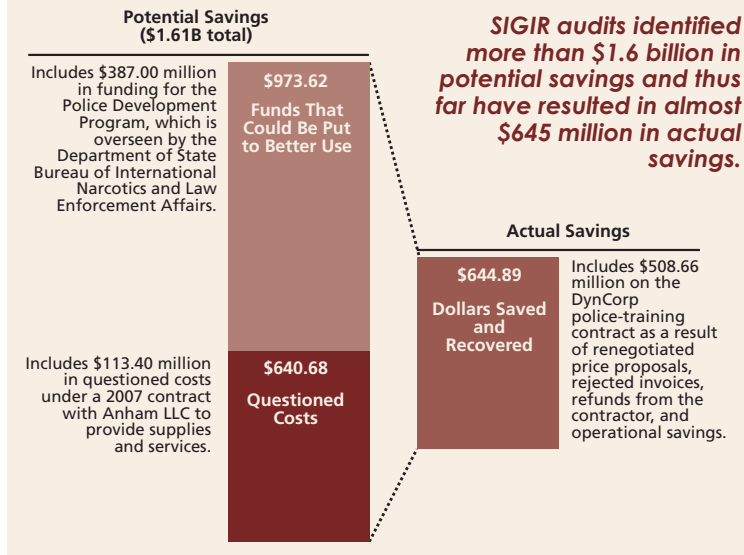 Potential Savings
($1.61B total)
SIGIR audits identified
more than $1.6 billion in
potential savings and thus
far have resulted in almost
$645 million in actual
savings.
Includes $387.00 million
in funding for the
Police Development
Program, which is
overseen by the
Department of State
Bureau of International
Narcotics and Law
Enforcement Affairs.
$973.62
Funds That
Could Be Put
to Better Use
Includes $113.40 million
in questioned costs
under a 2007 contract
with Anham LLC to
provide supplies
and services.
$640.68
Questioned
Costs
Actual Savings
$644.89
Dollars Saved
and
Recovered
Includes $508.66
million on the
DynCorp
police-training
contract as a result
of renegotiated
price proposals,
rejected invoices,
refunds from the
contractor, and
operational savings.